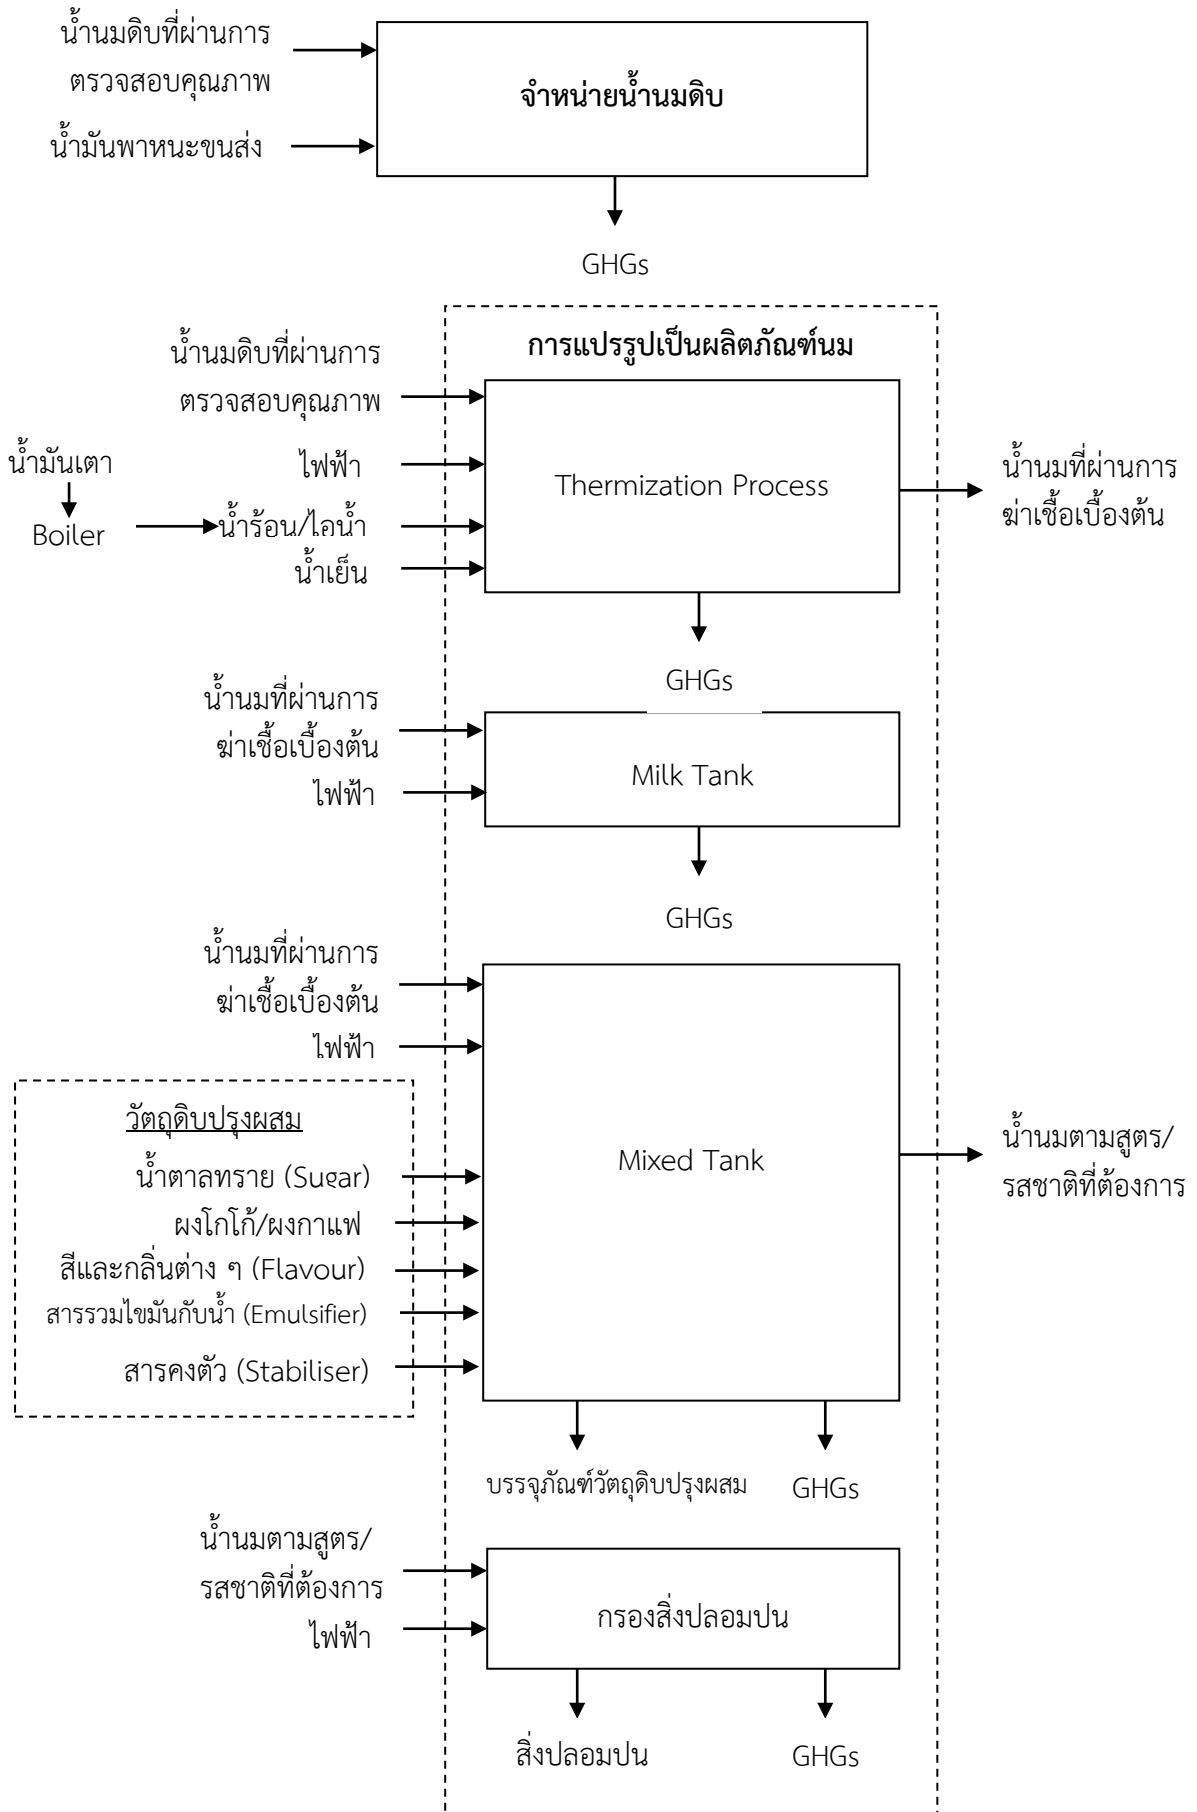 น้ำนมดิบที่ผ่านการ
ตรวจสอบคุณภาพ
จำหน่ายน้ำนมดิบ
น้ำมันพาหนะขนส่ง
GHGs
การแปรรูปเป็นผลิตภัณฑ์นม
น้ำนมดิบที่ผ่านการ
ตรวจสอบคุณภาพ
น้ำมันเตา
ไฟฟ้า
Thermization Process
น้ำนมที่ผ่านการ
ฆ่าเชื้อเบื้องต้น
Boiler
น้ำร้อน/ไอน้ำ
น้ำเย็น
GHGs
น้ำนมที่ผ่านการ
ฆ่าเชื้อเบื้องต้น
Milk Tank
ไฟฟ้า
GHGs
น้ำนมที่ผ่านการ
ฆ่าเชื้อเบื้องต้น
ไฟฟ้า
วัตถุดิบปรุงผสม
น้ำตาลทราย (Sugar)
ผงโกโก้/ผงกาแฟ
สีและกลิ่นต่าง ๆ (Flavour)
สารรวมไขมันกับน้ำ (Emulsifier)
สารคงตัว (Stabiliser)
Mixed Tank
น้ำนมตามสูตร/
รสชาติที่ต้องการ
บรรจุภัณฑ์วัตถุดิบปรุงผสม
GHGs
น้ำนมตามสูตร/
รสชาติที่ต้องการ
ไฟฟ้า
กรองสิ่งปลอมปน
สิ่งปลอมปน
GHGs